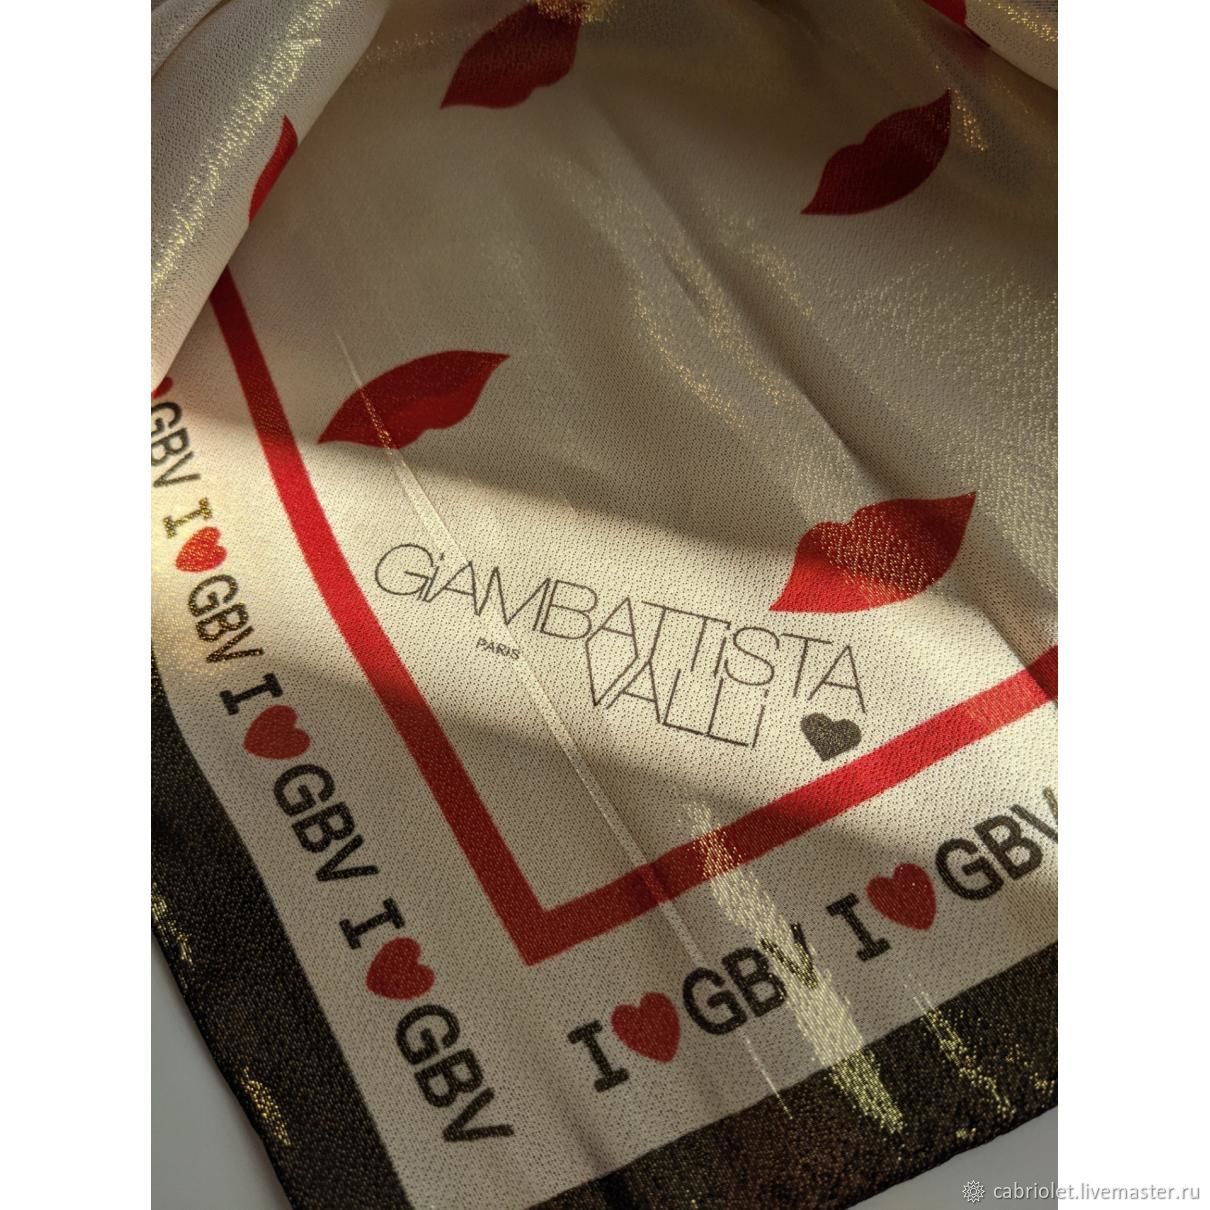 GiAMBATTiSTA
PARIS
VALLi
GBV I GBV I GBV I GBV
I GBV I GBV
cabriolet.livemaster.ru